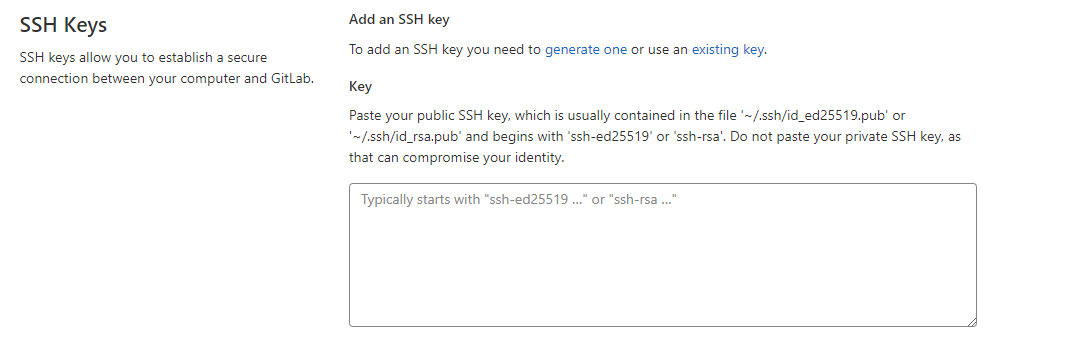 SSH Keys
SSH keys allow you to establish a secure
connection between your computer and GitLab.
Add an SSH key
To add an SSH key you need to generate one or use an existing key.
Key
Paste your public SSH key, which is usually contained in the file '~/.ssh/id_ed25519.pub' or
'~/.ssh/id_rsa.pub' and begins with 'ssh-ed25519' or 'ssh-rsa'. Do not paste your private SSH key, as
that can compromise your identity.
Typically starts with "ssh-ed25519 …" or "ssh-rsa …"